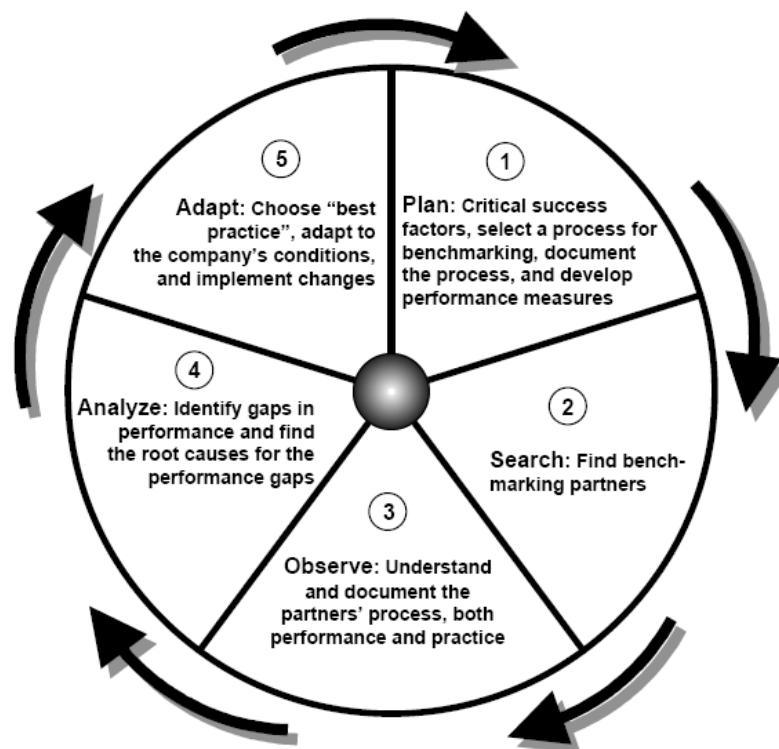 1
Plan: Critical success
factors, select a process for
benchmarking, document
the process, and develop
performance measures
2
Search: Find bench-
marking partners
3
Observe: Understand
and document the
partners’ process, both
performance and practice
4
Analyze: Identify gaps in
performance and find
the root causes for the
performance gaps
5
Adapt: Choose “best
practice”, adapt to
the company’s conditions,
and implement changes